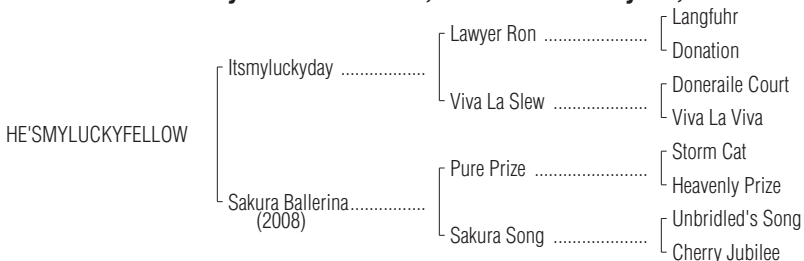 Langfuhr
Lawyer Ron ..................
Donation
Itsmyluckyday ..................
Doneraile Court
Viva La Slew .................
Viva La Viva
HE'SMYLUCKYFELLOW
Storm Cat
Pure Prize ....................
Heavenly Prize
Sakura Ballerina................
(2008)
Unbridled's Song
Sakura Song .................
Cherry Jubilee